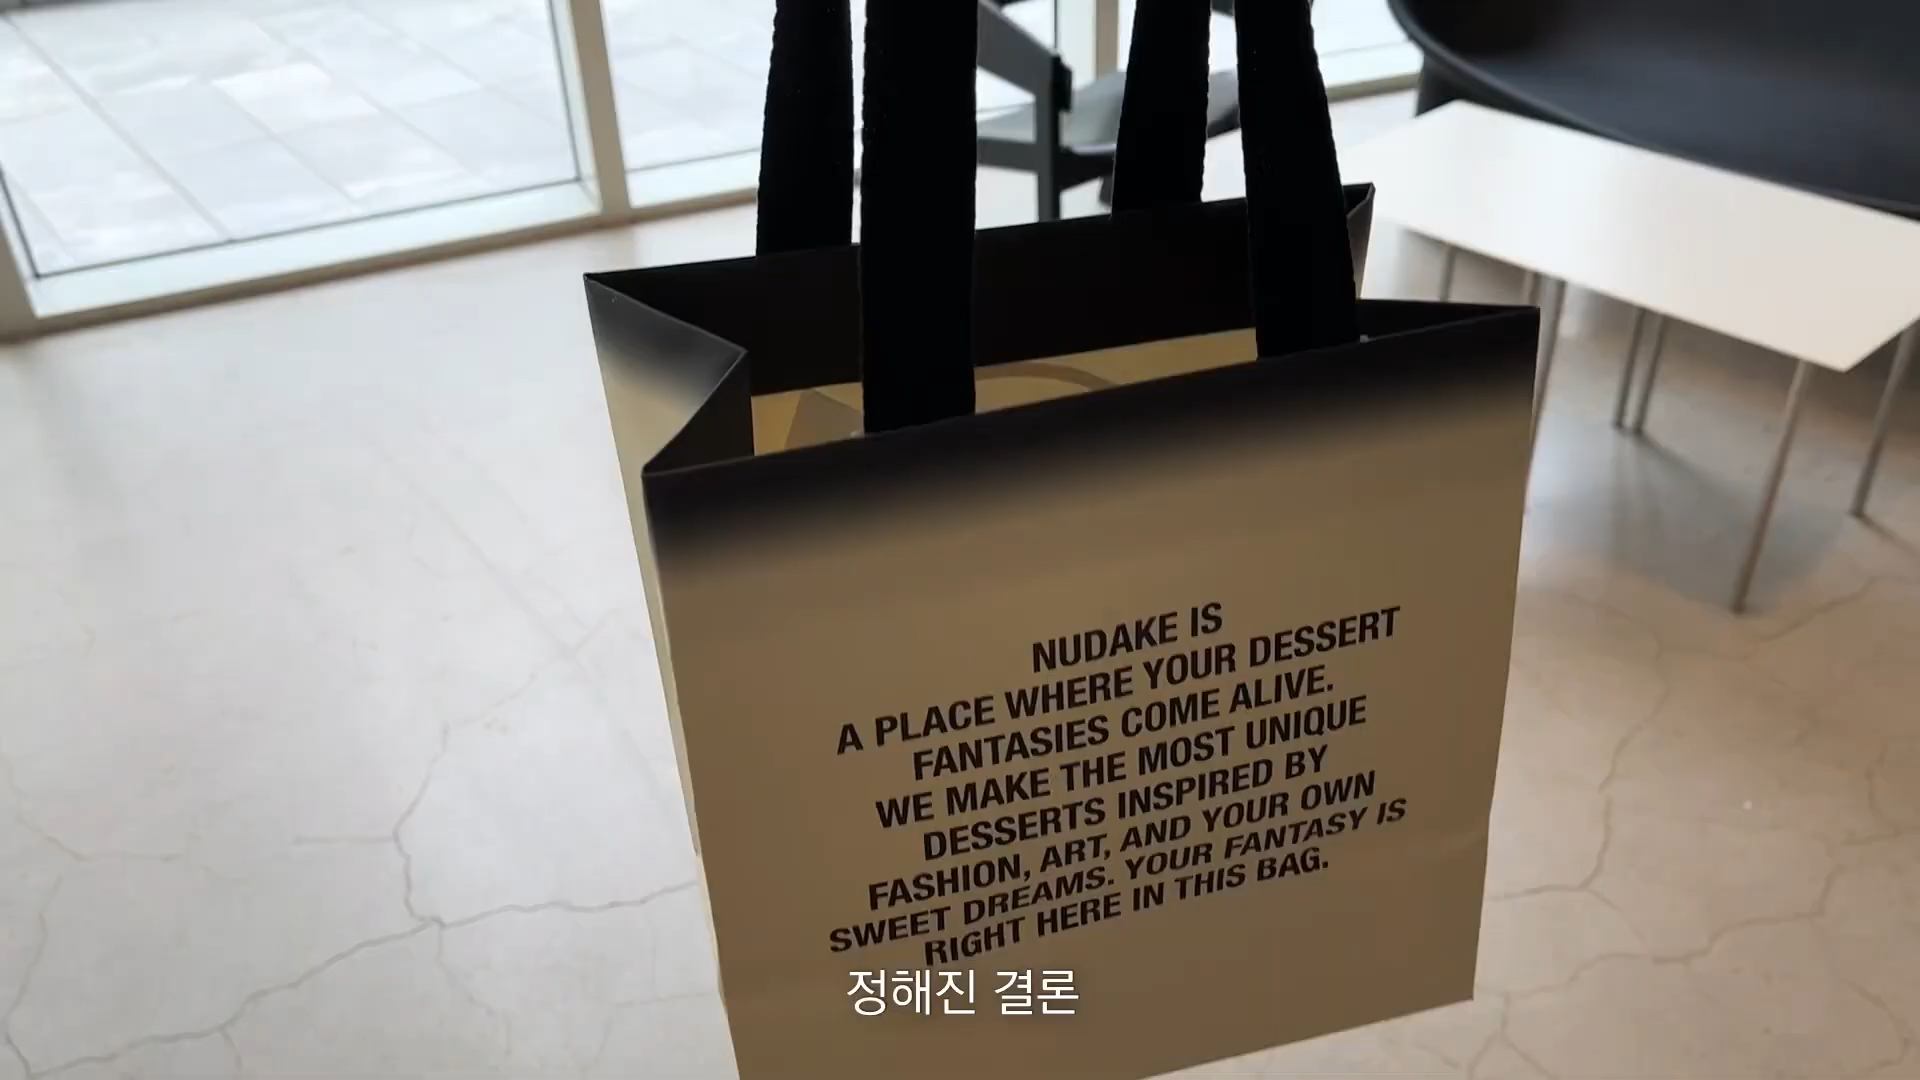 NUDAKE IS
A PLACE WHERE YOUR DESSERT
FANTASIES COME ALIVE.
WE MAKE THE MOST UNIQUE
DESSERTS INSPIRED BY
FASHION, ART, AND YOUR OWN
SWEET DREAMS. YOUR FANTASY IS
RIGHT HERE IN THIS BAG.
정해진 결론